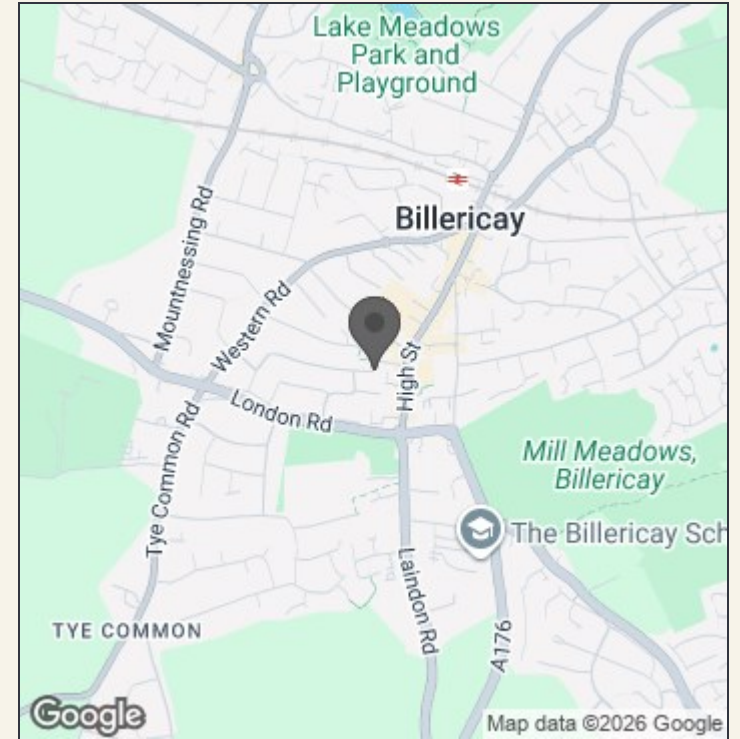 Lake Meadows
Park and
Playground
Billericay
Mountnessing Rd
Western Rd
High St
London Rd
Tye Common Rd
Mill Meadows,
Billericay
The Billericay Sch
Laindon Rd
A176
TYE COMMON
Google
Map data ©2026 Google